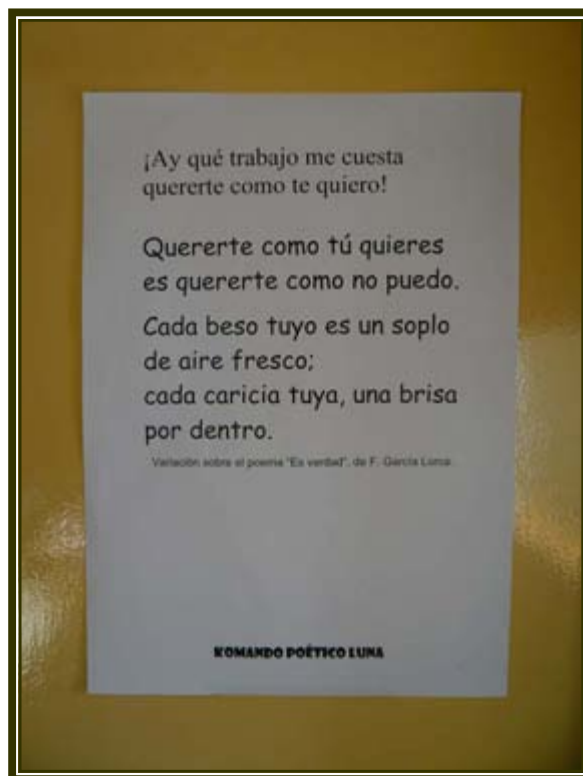 ¡Ay qué trabajo me cuesta
quererte como te quiero!
Quererte como tú quieres
es quererte como no puedo.
Cada beso tuyo es un soplo
de aire fresco;
cada caricia tuya, una brisa
por dentro.
Variación sobre el poema "Es verdad", de F. García Lorca.
KOMANDO POÉTICO LUNA